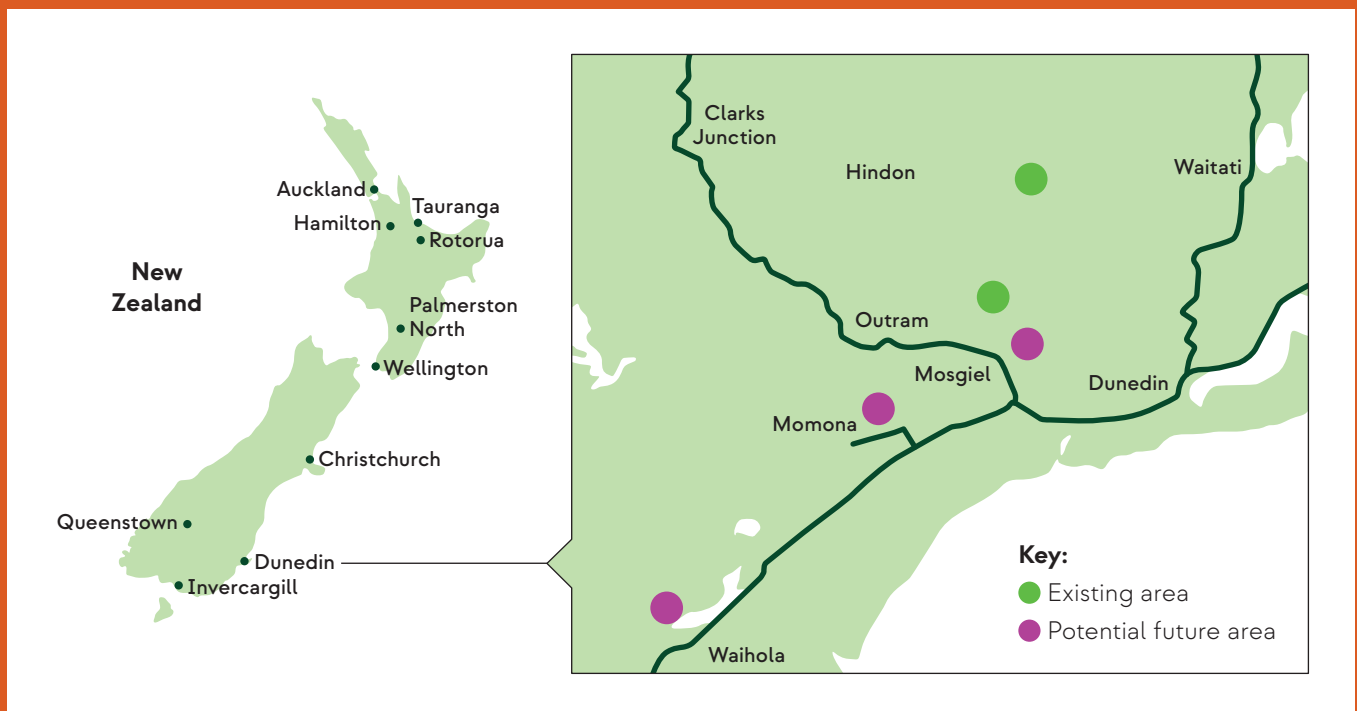 New
Zealand
Auckland
Hamilton
Tauranga
Rotorua
Palmerston
North
Wellington
Christchurch
Queenstown
Dunedin
Invercargill
Clarks
Junction
Hindon
Waitati
Outram
Mosgiel
Dunedin
Momona
Waihola
Key:
Existing area
Potential future area